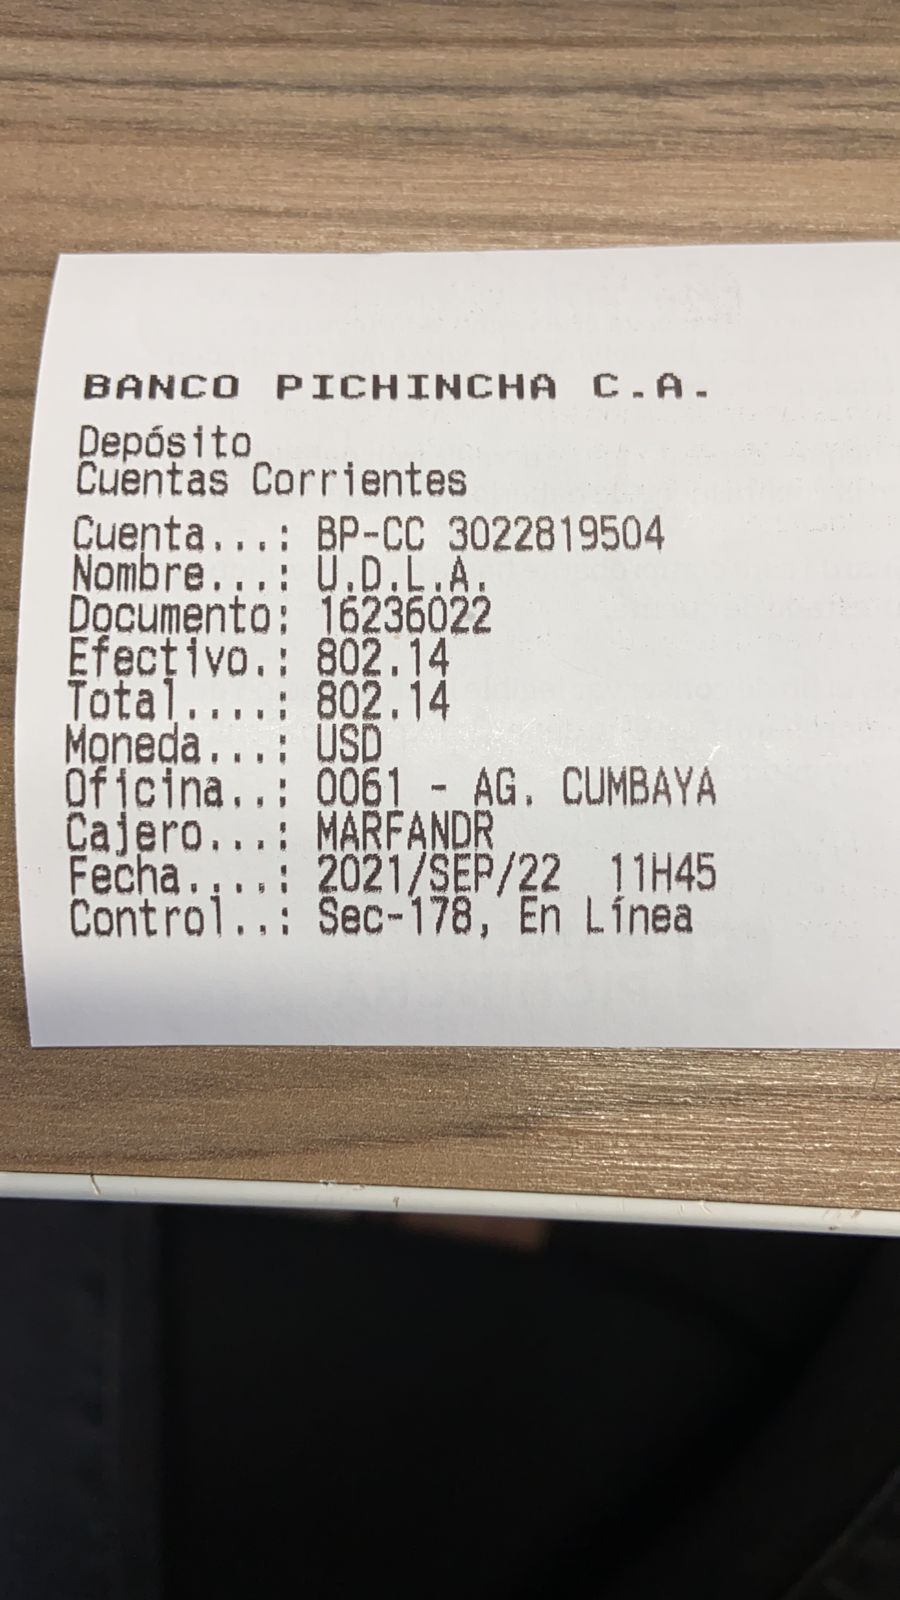 BANCO PICHINCHA C.A.
Depósito
Cuentas Corrientes
Cuenta...: BP-CC 3022819504
Nombre...: U.D.L.A.
Documento: 16236022
Efectivo.: 802.14
Total....: 802.14
Moneda...: USD
Oficina..: 0061 - AG. CUMBAYA
Cajero...: MARFANDR
Fecha....: 2021/SEP/22 11H45
Control..: Sec-178, En Línea